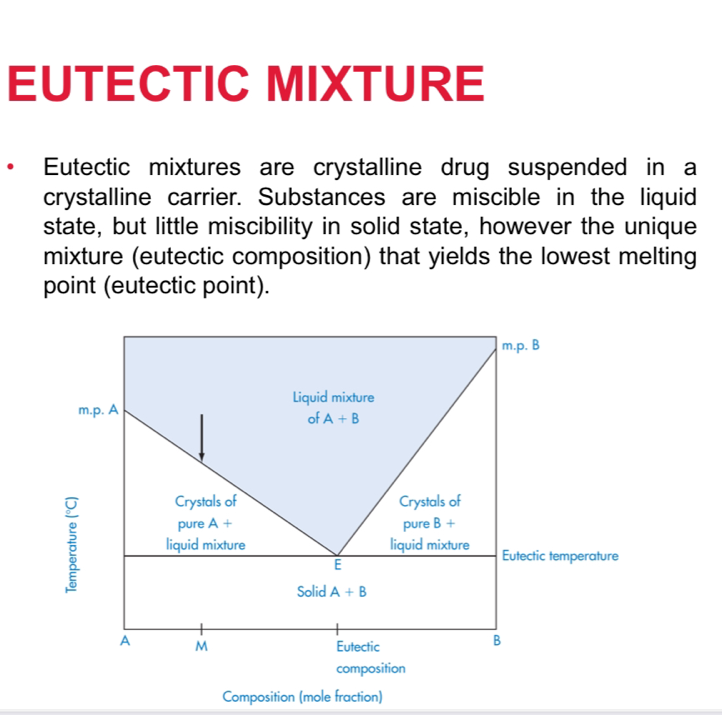 EUTECTIC MIXTURE
• Eutectic mixtures are crystalline drug suspended in a
crystalline carrier. Substances are miscible in the liquid
state, but little miscibility in solid state, however the unique
mixture (eutectic composition) that yields the lowest melting
point (eutectic point).
m.p. B
Liquid mixture
of A + B
m.p. A
Crystals of
pure A +
liquid mixture
Crystals of
pure B +
liquid mixture
Temperature (°C)
Eutectic temperature
E
Solid A + B
A
M
Eutectic
composition
B
Composition (mole fraction)